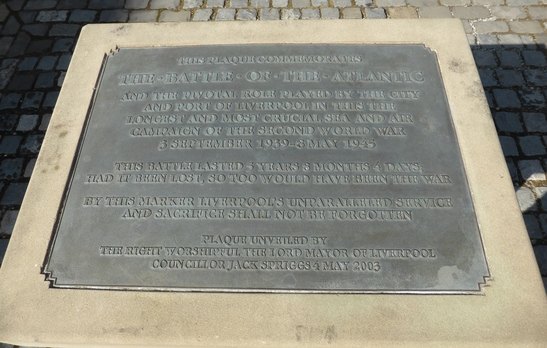 THIS PLAQUE COMMEMORATES
THE·BATTLE·OF·THE·ATLANTIC
AND THE PIVOTAL ROLE PLAYED BY THE CITY
AND PORT OF LIVERPOOL IN THIS THE
LONGEST AND MOST CRUCIAL SEA AND AIR
CAMPAIGN OF THE SECOND WORLD WAR
3 SEPTEMBER 1939-8 MAY 1945
THIS BATTLE LASTED 5 YEARS 8 MONTHS 4 DAYS:
HAD IT BEEN LOST, SO TOO WOULD HAVE BEEN THE WAR
BY THIS MARKER LIVERPOOL'S UNPARALLELED SERVICE
AND SACRIFICE SHALL NOT BE FORGOTTEN
PLAQUE UNVEILED BY
THE RIGHT WORSHIPFUL THE LORD MAYOR OF LIVERPOOL
COUNCILLOR JACK SPRIGGS 4 MAY 2003